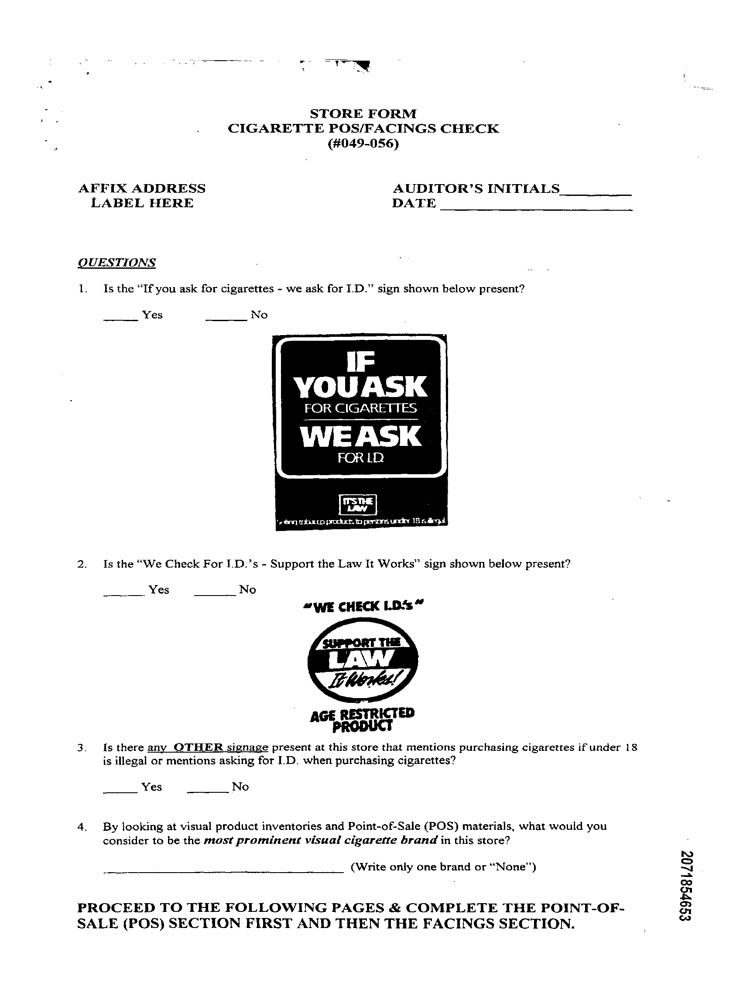 STORE FORM
CIGARETTE POS/FACINGS CHECK
(#049-056)
AFFIX ADDRESS
LABEL HERE
AUDITOR'S INITIALS_________
DATE ________________________
QUESTIONS
1. Is the "If you ask for cigarettes - we ask for I.D." sign shown below present?
_____ Yes ______ No
IF
YOU ASK
FOR CIGARETTES
WE ASK
FOR I.D.
IT'S THE
LAW
tobacco products to persons under 18 is illegal
2. Is the "We Check For I.D.'s - Support the Law It Works" sign shown below present?
______ Yes ______ No
"WE CHECK I.D.'s"
SUPPORT THE
LAW
It Works!
AGE RESTRICTED
PRODUCT
3. Is there any OTHER signage present at this store that mentions purchasing cigarettes if under 18
is illegal or mentions asking for I.D. when purchasing cigarettes?
_____ Yes ______ No
4. By looking at visual product inventories and Point-of-Sale (POS) materials, what would you
consider to be the most prominent visual cigarette brand in this store?
___________________________________ (Write only one brand or "None")
PROCEED TO THE FOLLOWING PAGES & COMPLETE THE POINT-OF-
SALE (POS) SECTION FIRST AND THEN THE FACINGS SECTION.
2071854653